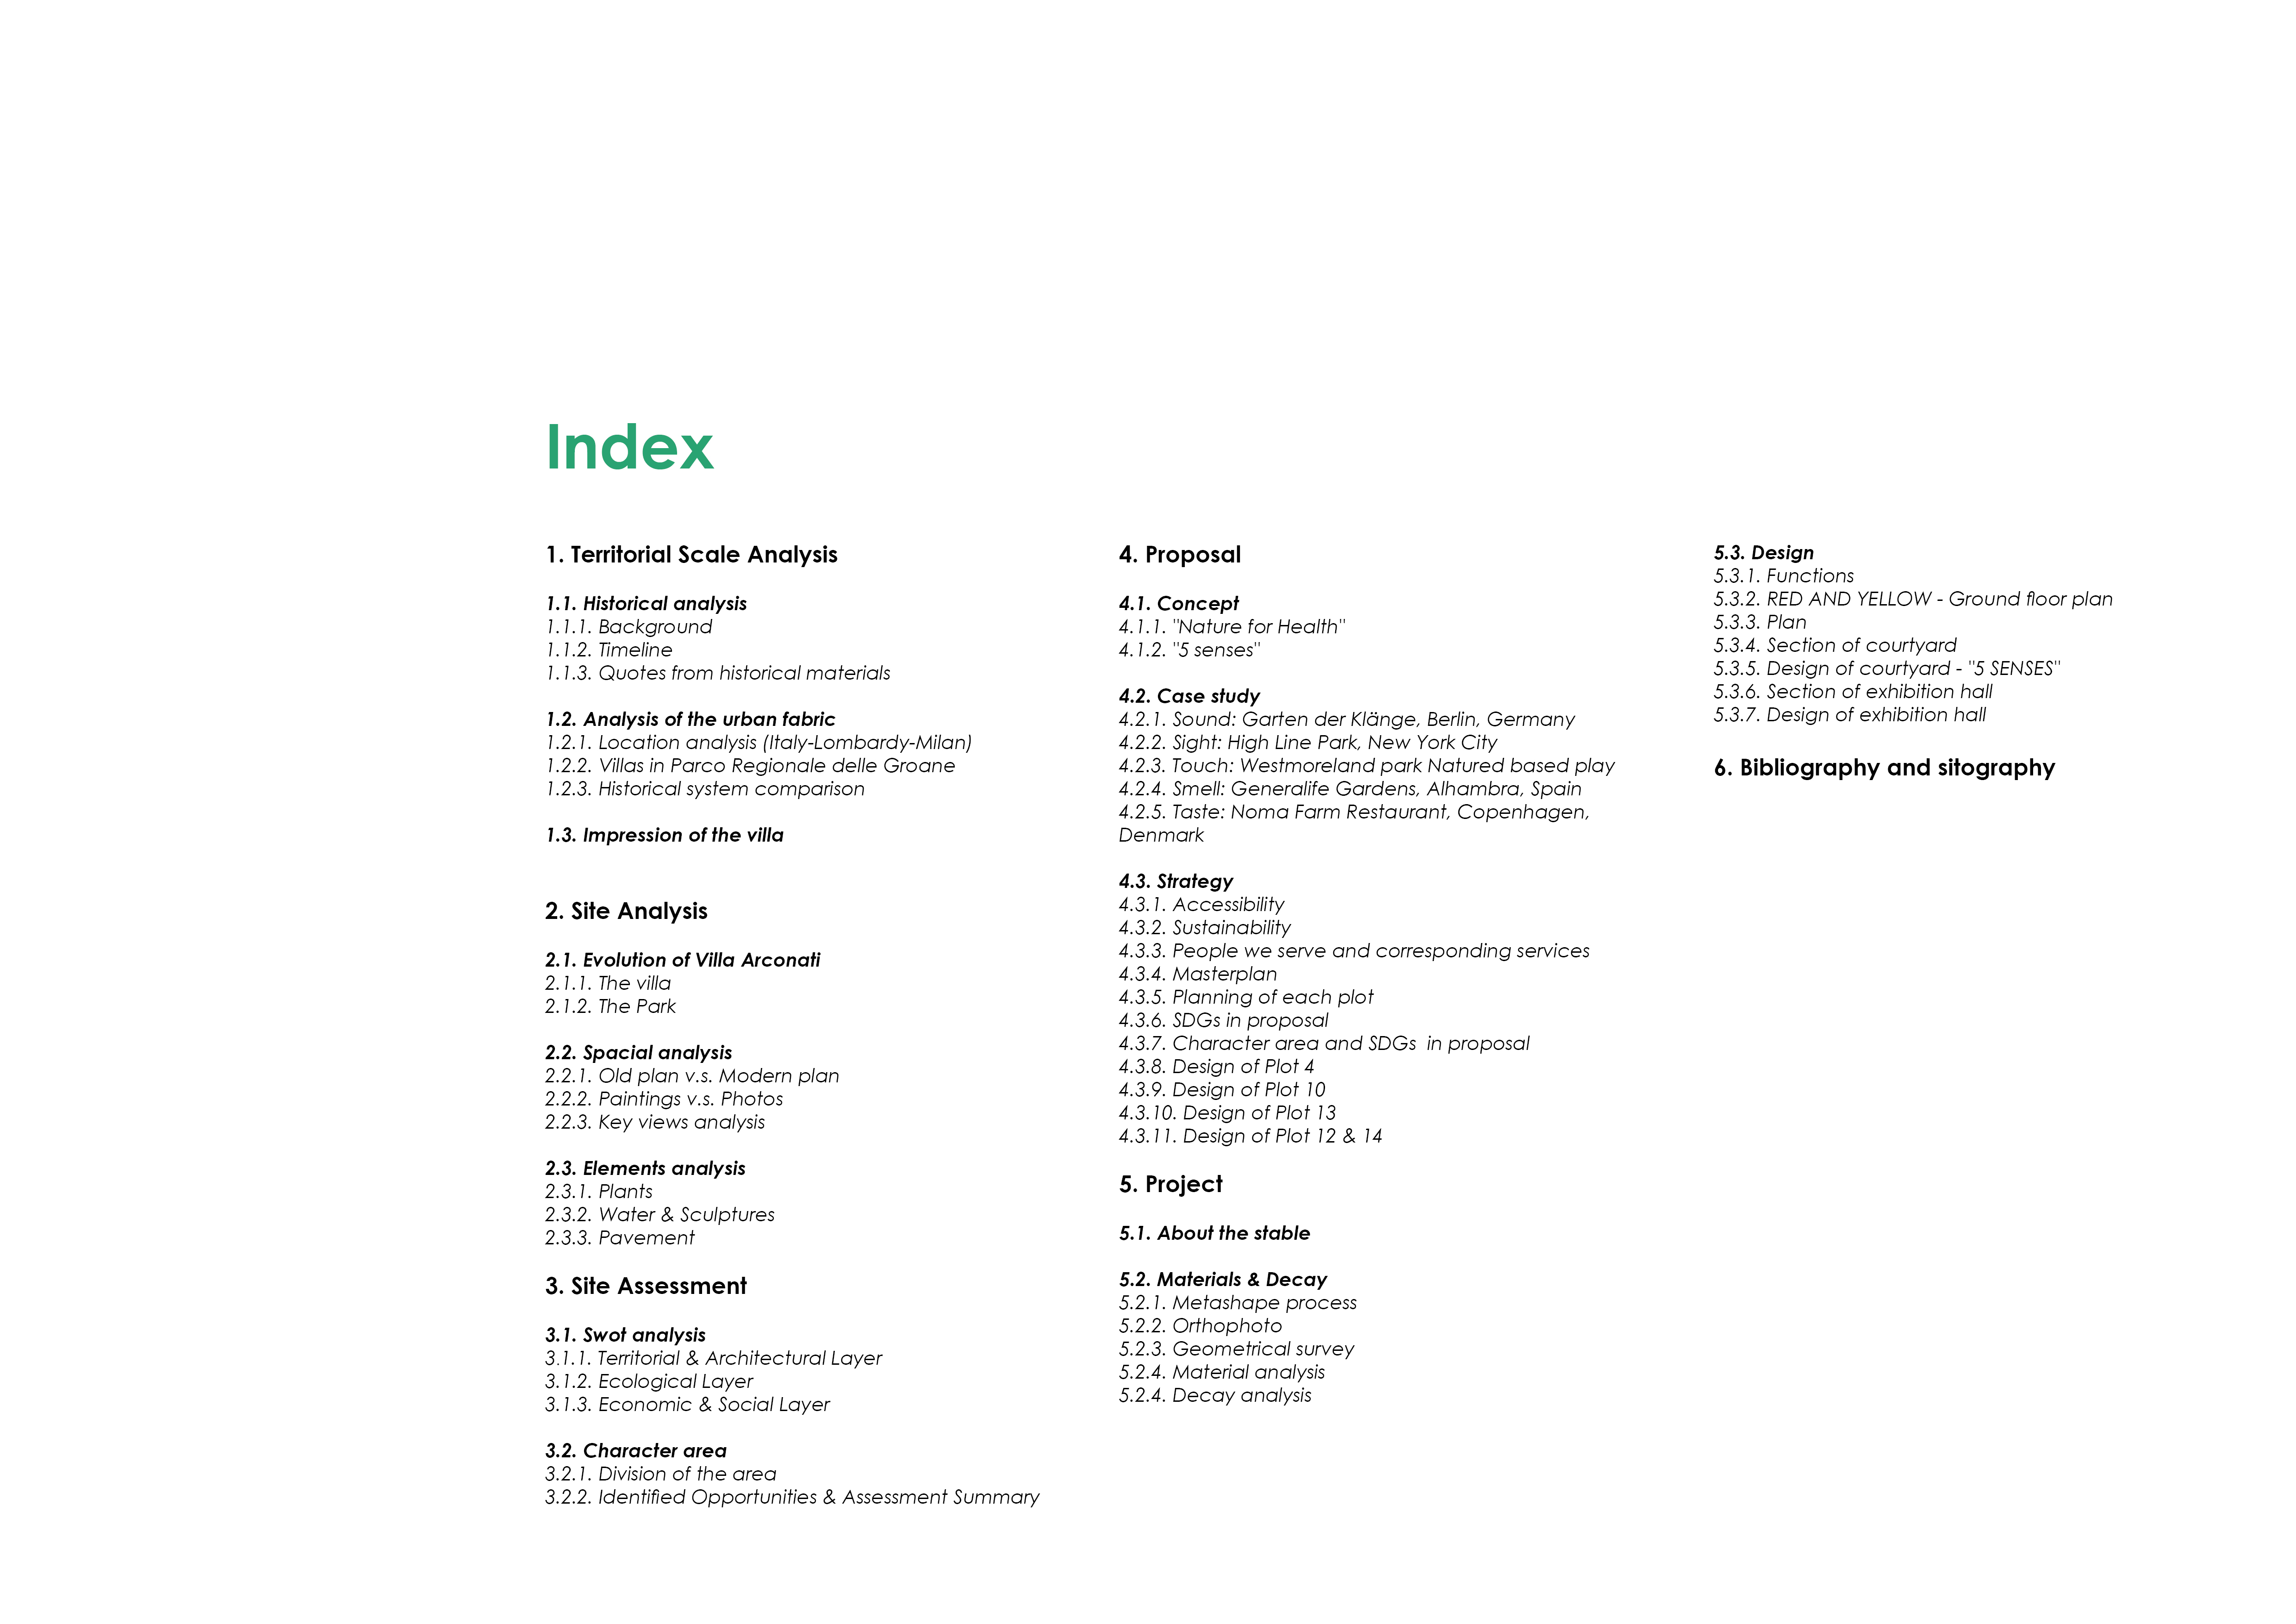 Index
1. Territorial Scale Analysis
1.1. Historical analysis
1.1.1. Background
1.1.2. Timeline
1.1.3. Quotes from historical materials
1.2. Analysis of the urban fabric
1.2.1. Location analysis (Italy-Lombardy-Milan)
1.2.2. Villas in Parco Regionale delle Groane
1.2.3. Historical system comparison
1.3. Impression of the villa
2. Site Analysis
2.1. Evolution of Villa Arconati
2.1.1. The villa
2.1.2. The Park
2.2. Spacial analysis
2.2.1. Old plan v.s. Modern plan
2.2.2. Paintings v.s. Photos
2.2.3. Key views analysis
2.3. Elements analysis
2.3.1. Plants
2.3.2. Water & Sculptures
2.3.3. Pavement
3. Site Assessment
3.1. Swot analysis
3.1.1. Territorial & Architectural Layer
3.1.2. Ecological Layer
3.1.3. Economic & Social Layer
3.2. Character area
3.2.1. Division of the area
3.2.2. Identified Opportunities & Assessment Summary
4. Proposal
4.1. Concept
4.1.1. "Nature for Health"
4.1.2. "5 senses"
4.2. Case study
4.2.1. Sound: Garten der Klänge, Berlin, Germany
4.2.2. Sight: High Line Park, New York City
4.2.3. Touch: Westmoreland park Natured based play
4.2.4. Smell: Generalife Gardens, Alhambra, Spain
4.2.5. Taste: Noma Farm Restaurant, Copenhagen,
Denmark
4.3. Strategy
4.3.1. Accessibility
4.3.2. Sustainability
4.3.3. People we serve and corresponding services
4.3.4. Masterplan
4.3.5. Planning of each plot
4.3.6. SDGs in proposal
4.3.7. Character area and SDGs  in proposal
4.3.8. Design of Plot 4
4.3.9. Design of Plot 10
4.3.10. Design of Plot 13
4.3.11. Design of Plot 12 & 14
5. Project
5.1. About the stable
5.2. Materials & Decay
5.2.1. Metashape process
5.2.2. Orthophoto
5.2.3. Geometrical survey
5.2.4. Material analysis
5.2.4. Decay analysis
5.3. Design
5.3.1. Functions
5.3.2. RED AND YELLOW - Ground floor plan
5.3.3. Plan
5.3.4. Section of courtyard
5.3.5. Design of courtyard - "5 SENSES"
5.3.6. Section of exhibition hall
5.3.7. Design of exhibition hall
6. Bibliography and sitography